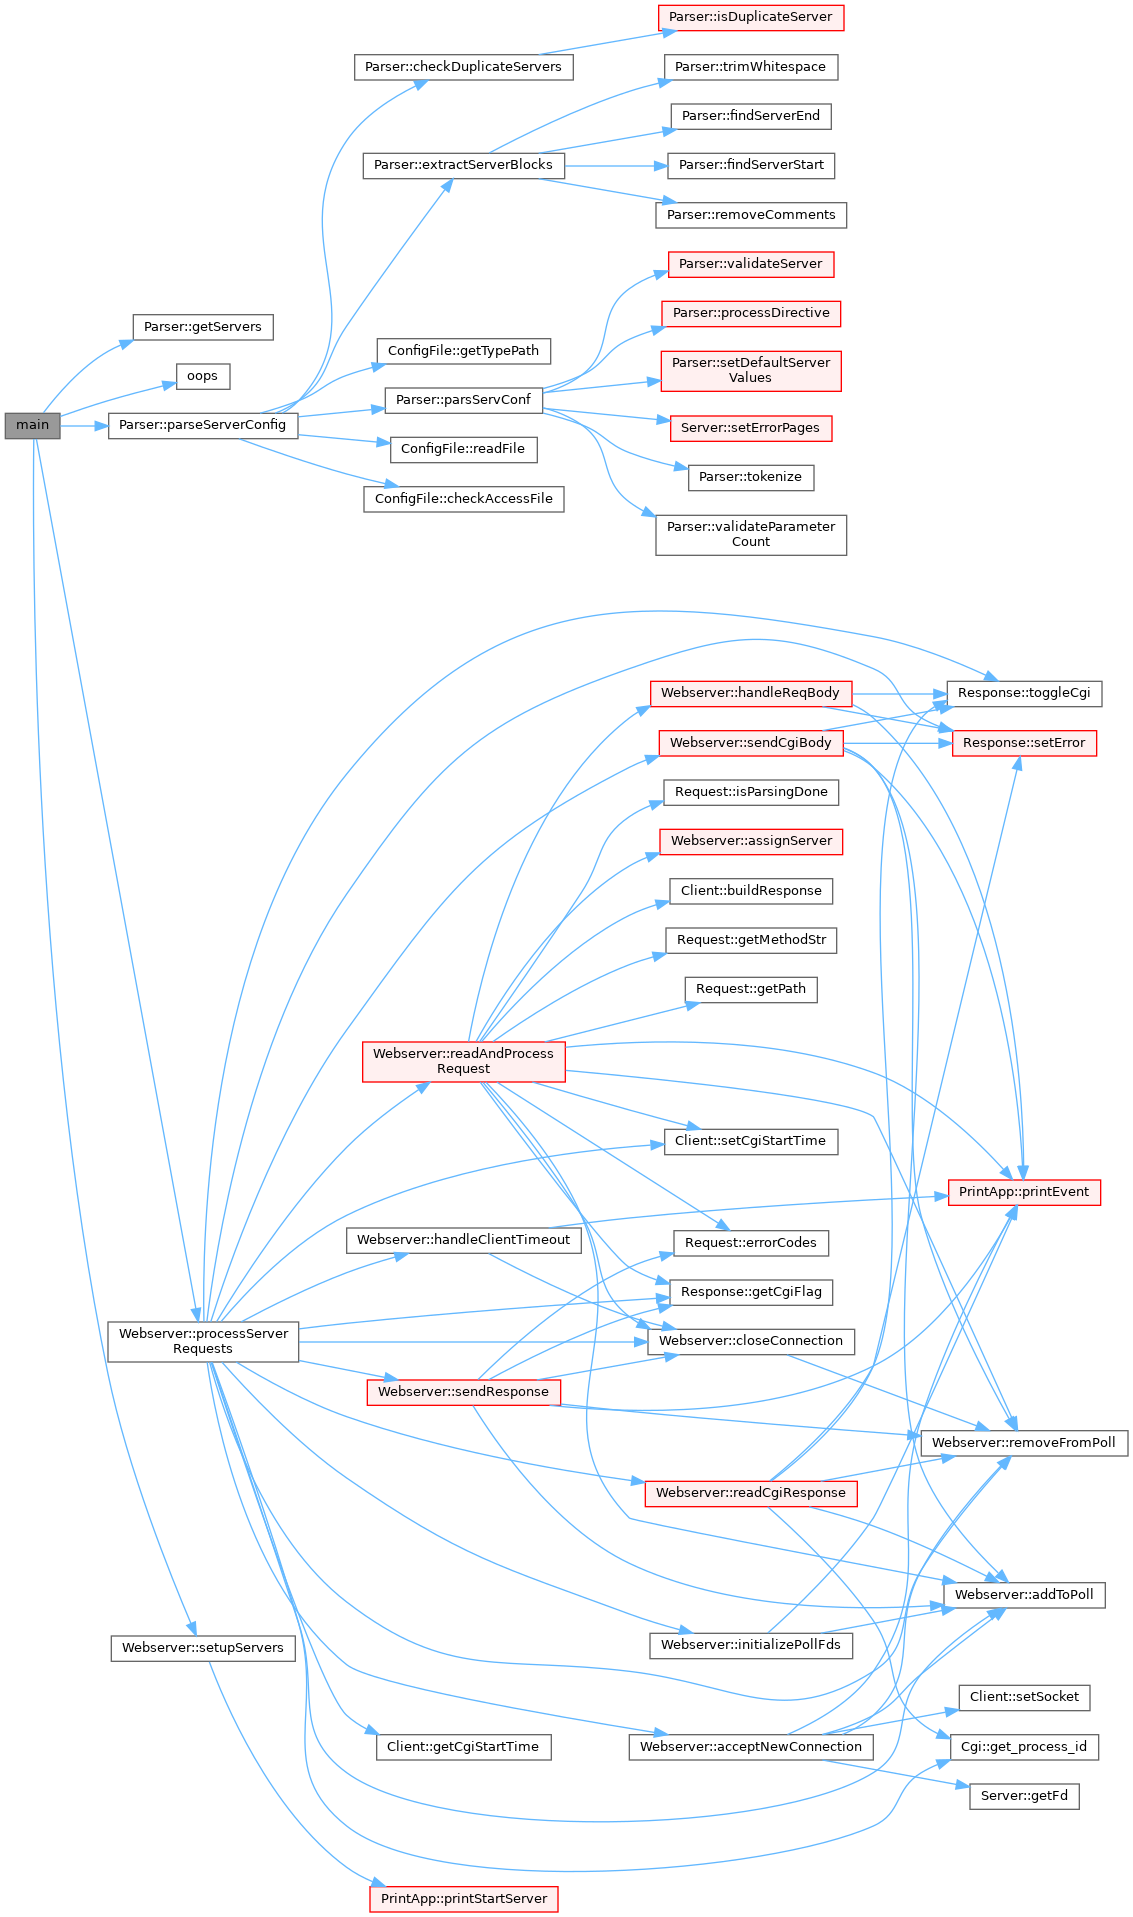 Parser::isDuplicateServer
Parser::checkDuplicateServers
Parser::trimWhitespace
Parser::findServerEnd
Parser::extractServerBlocks
Parser::findServerStart
Parser::removeComments
Parser::validateServer
Parser::processDirective
Parser::getServers
ConfigFile::getTypePath
Parser::setDefaultServer
Values
oops
Parser::parsServConf
main
Parser::parseServerConfig
Server::setErrorPages
ConfigFile::readFile
Parser::tokenize
ConfigFile::checkAccessFile
Parser::validateParameter
Count
Webserver::handleReqBody
Response::toggleCgi
Webserver::sendCgiBody
Response::setError
Request::isParsingDone
Webserver::assignServer
Client::buildResponse
Request::getMethodStr
Request::getPath
Webserver::readAndProcess
Request
Client::setCgiStartTime
PrintApp::printEvent
Webserver::handleClientTimeout
Request::errorCodes
Response::getCgiFlag
Webserver::processServer
Requests
Webserver::closeConnection
Webserver::sendResponse
Webserver::removeFromPoll
Webserver::readCgiResponse
Webserver::addToPoll
Webserver::setupServers
Webserver::initializePollFds
Client::setSocket
Client::getCgiStartTime
Webserver::acceptNewConnection
Cgi::get_process_id
Server::getFd
PrintApp::printStartServer